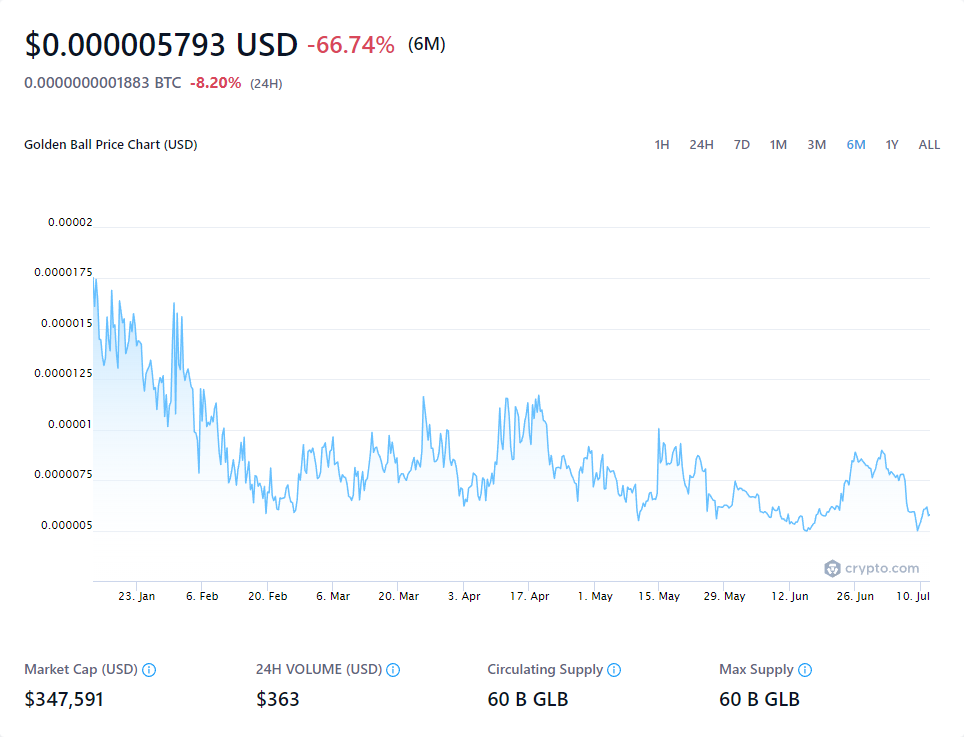 $0.000005793 USD -66.74% (6M)
0.0000000001883 BTC -8.20% (24H)
Golden Ball Price Chart (USD) 1H 24H 7D 1M 3M 6M 1Y ALL
0.00002
0.0000175
0.000015
0.0000125
0.00001
0.0000075
0.000005
crypto.com
23. Jan 6. Feb 20. Feb 6. Mar 20. Mar 3. Apr 17. Apr 1. May 15. May 29. May 12. Jun 26. Jun 10. Jul
Market Cap (USD) 24H VOLUME (USD) Circulating Supply Max Supply
$347,591 $363 60 B GLB 60 B GLB